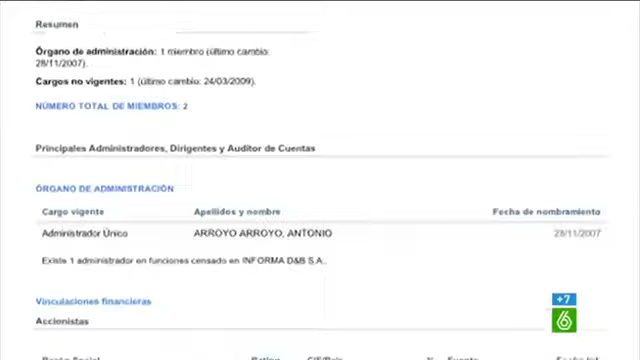 Resumen
Órgano de administración: 1 miembro (último cambio:
28/11/2007).
Cargos no vigentes: 1 (último cambio: 24/03/2009).
NÚMERO TOTAL DE MIEMBROS: 2
Principales Administradores, Dirigentes y Auditor de Cuentas
ÓRGANO DE ADMINISTRACIÓN
Cargo vigente Apellidos y nombre Fecha de nombramiento
Administrador Único ARROYO ARROYO, ANTONIO 28/11/2007
Existe 1 administrador en funciones censado en INFORMA D&B S.A..
Vinculaciones financieras
+7
6
Accionistas